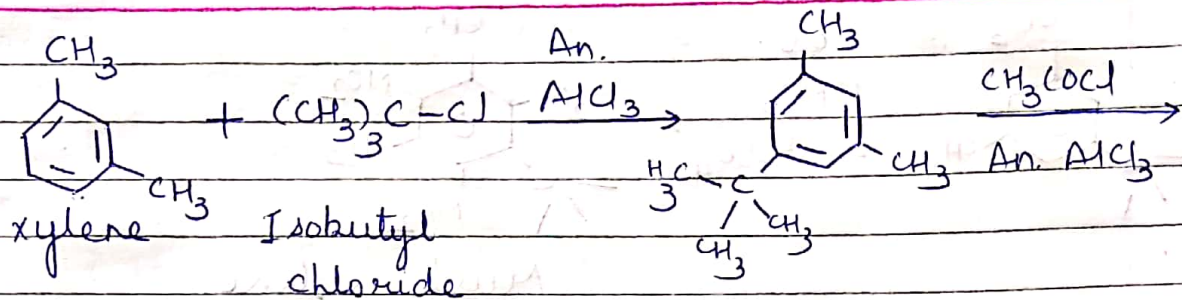 CH3
CH3
xylene
+ (CH3)3C-Cl
Isobutyl
chloride
An.
AlCl3
CH3
CH3
H3C
C
CH3
CH3
CH3COCl
An. AlCl3